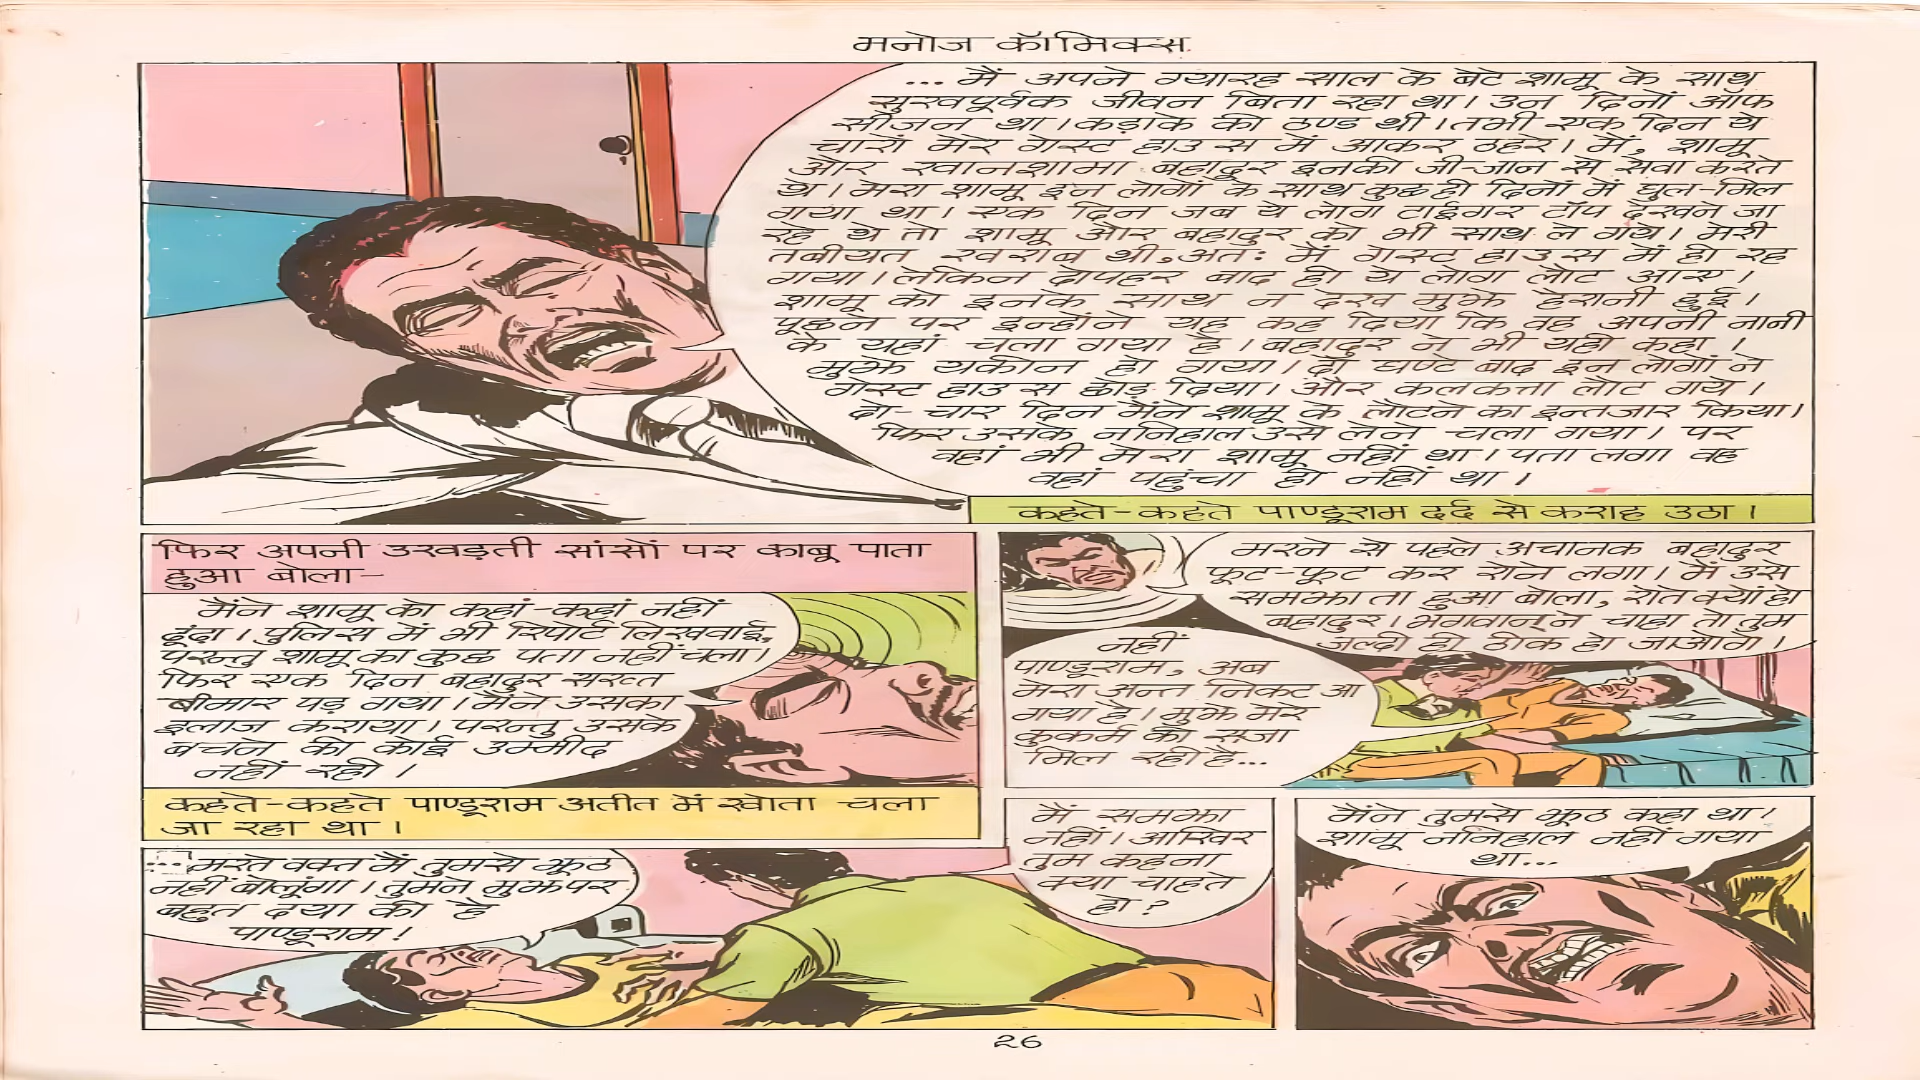 मनोज कॉमिक्स.
... मैं अपने ग्यारह साल के बेटे शामू के साथ
सुखपूर्वक जीवन बिता रहा था। उन दिनों ऑफ
सीजन था। कड़ाके की ठण्ड थी। तभी एक दिन ये
चारों मेरे गेस्ट हाउस में आकर ठहरे। मैं, शामू
और खानशामा बहादुर इनकी जी-जान से सेवा करते
थे। मेरा शामू इन लोगों के साथ कुछ ही दिनों में घुल-मिल
गया था। एक दिन जब ये लोग टाईगर टॉप देखने जा
रहे थे तो शामू और बहादुर को भी साथ ले गये। मेरी
तबीयत खराब थी, अतः मैं गेस्ट हाउस में ही रह
गया। लेकिन दोपहर बाद ही ये लोग लौट आए।
शामू को इनके साथ न देख मुझे हैरानी हुई।
पूछने पर इन्होंने यह कह दिया कि वह अपनी नानी
के यहां चला गया है। बहादुर ने भी यही कहा।
मुझे यकीन हो गया। दो घण्टे बाद इन लोगों ने
गेस्ट हाउस छोड़ दिया। और कलकत्ता लौट गये।
दो-चार दिन मैंने शामू के लौटने का इन्तजार किया।
फिर उसके ननिहाल उसे लेने चला गया। पर
वहां भी मेरा शामू नहीं था। पता लगा वह
वहां पहुंचा ही नहीं था।
कहते-कहते पाण्डूराम दर्द से कराह उठा।
फिर अपनी उखड़ती सांसों पर काबू पाता
हुआ बोला-
मैंने शामू को कहां-कहां नहीं
ढूंढा। पुलिस में भी रिपोर्ट लिखवाई,
परन्तु शामू का कुछ पता नहीं चला।
फिर एक दिन बहादुर सख्त
बीमार पड़ गया। मैंने उसका
इलाज कराया। परन्तु उसके
बचने की कोई उम्मीद
नहीं रही।
कहते-कहते पाण्डूराम अतीत में खोता चला
जा रहा था।
मरने से पहले अचानक बहादुर
फूट-फूट कर रोने लगा। मैं उसे
समझाता हुआ बोला, रोते क्यों हो
बहादुर। भगवान ने चाहा तो तुम
जल्दी ही ठीक हो जाओगे।
नहीं
पाण्डूराम, अब
मेरा अन्त निकट आ
गया है। मुझे मेरे
कुकर्म की सजा
मिल रही है...
... मरते वक्त मैं तुमसे झूठ
नहीं बोलूंगा। तुमने मुझ पर
बहुत दया की है
पाण्डूराम!
मैं समझा
नहीं। आखिर
तुम कहना
क्या चाहते
हो?
मैंने तुमसे झूठ कहा था!
शामू ननिहाल नहीं गया
था...
26